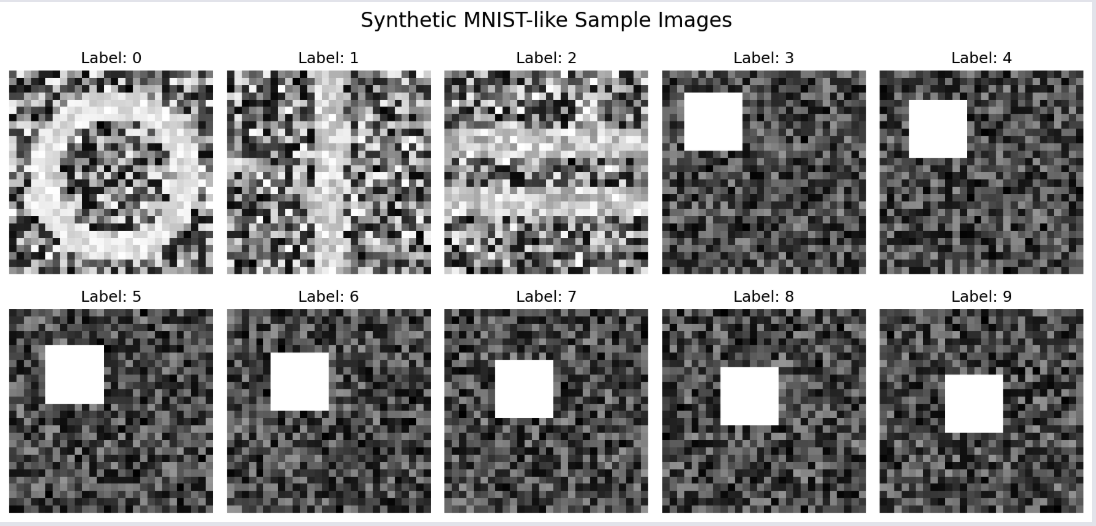 Synthetic MNIST-like Sample Images
Label: 0
Label: 1
Label: 2
Label: 3
Label: 4
Label: 5
Label: 6
Label: 7
Label: 8
Label: 9